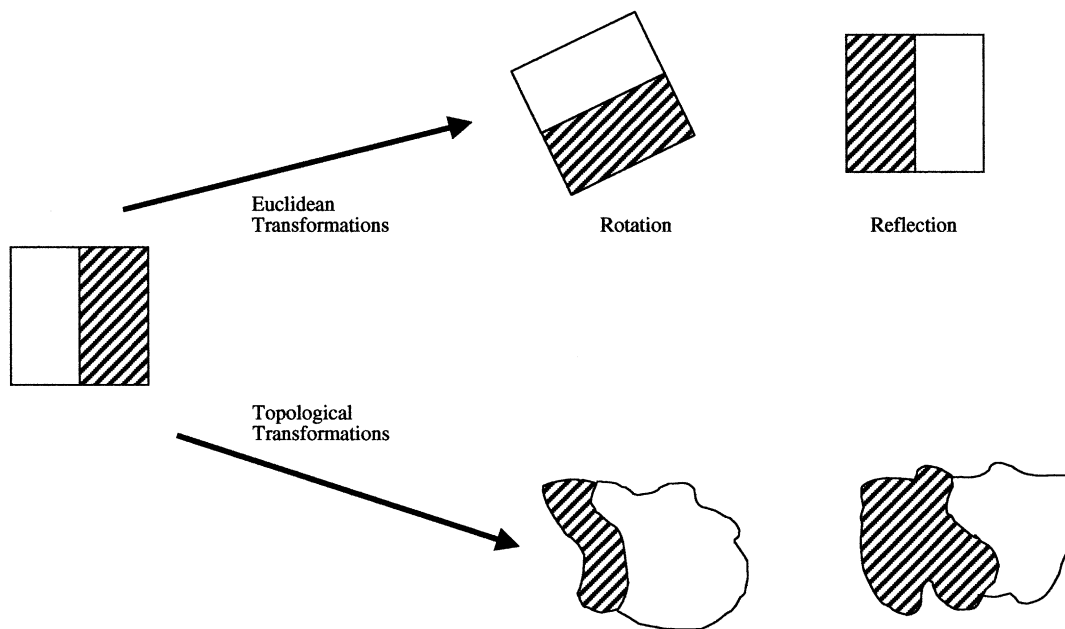 Euclidean
Transformations
Rotation
Reflection
Topological
Transformations